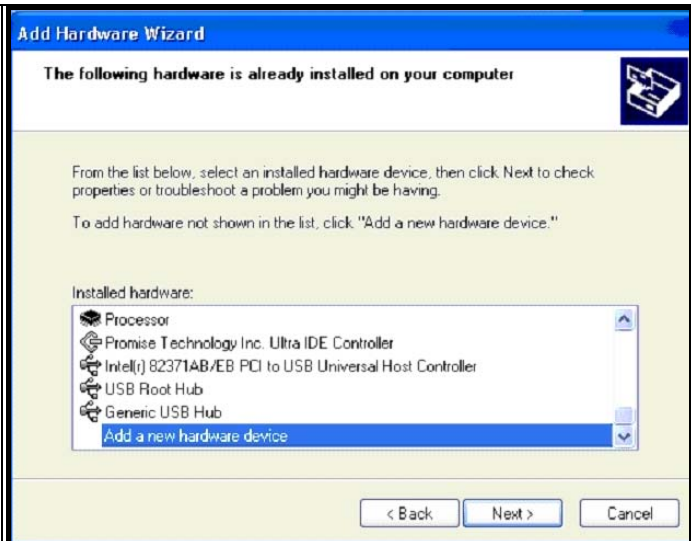 Add Hardware Wizard
The following hardware is already installed on your computer
From the list below, select an installed hardware device, then click Next to check
properties or troubleshoot a problem you might be having.
To add hardware not shown in the list, click "Add a new hardware device."
Installed hardware:
Processor
Promise Technology Inc. Ultra IDE Controller
Intel(r) 82371AB/EB PCI to USB Universal Host Controller
USB Root Hub
Generic USB Hub
Add a new hardware device
< Back Next > Cancel